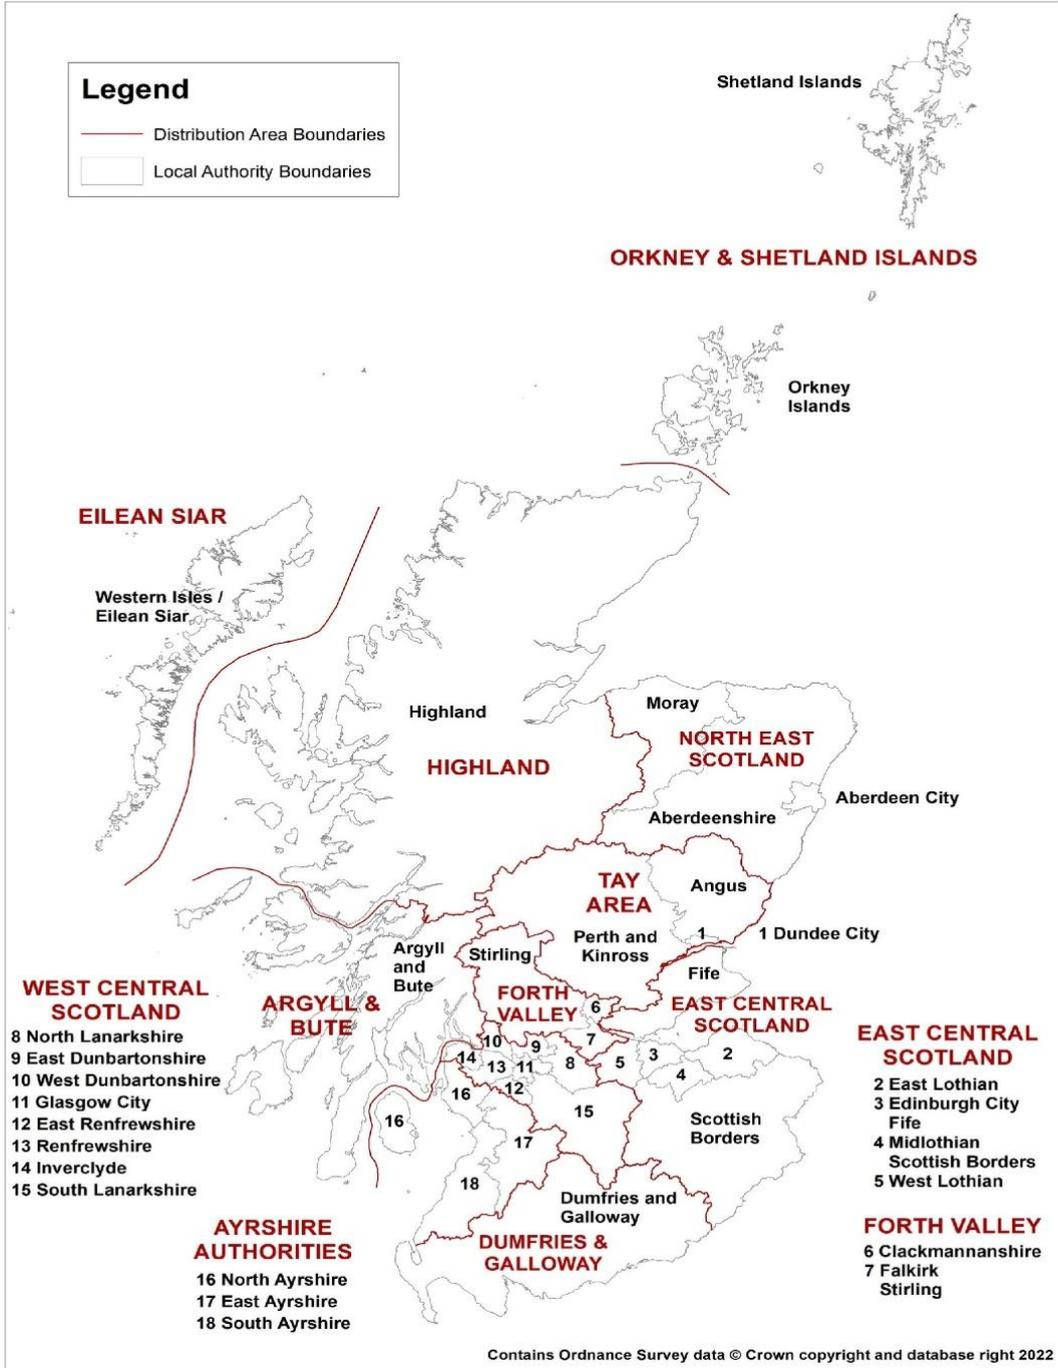 Legend
Distribution Area Boundaries
Local Authority Boundaries
Shetland Islands
ORKNEY & SHETLAND ISLANDS
Orkney
Islands
EILEAN SIAR
Western Isles /
Eilean Siar
Highland
HIGHLAND
Moray
NORTH EAST
SCOTLAND
Aberdeen City
Aberdeenshire
TAY
AREA
Angus
Perth and
Kinross
1
1 Dundee City
Argyll
and
Bute
Stirling
Fife
FORTH
VALLEY
6
EAST CENTRAL
SCOTLAND
ARGYLL &
BUTE
7
10
9
14
13
11
8
5
3
2
4
12
16
16
15
17
18
Scottish
Borders
Dumfries and
Galloway
DUMFRIES &
GALLOWAY
WEST CENTRAL
SCOTLAND
8 North Lanarkshire
9 East Dunbartonshire
10 West Dunbartonshire
11 Glasgow City
12 East Renfrewshire
13 Renfrewshire
14 Inverclyde
15 South Lanarkshire
AYRSHIRE
AUTHORITIES
16 North Ayrshire
17 East Ayrshire
18 South Ayrshire
EAST CENTRAL
SCOTLAND
2 East Lothian
3 Edinburgh City
Fife
4 Midlothian
Scottish Borders
5 West Lothian
FORTH VALLEY
6 Clackmannanshire
7 Falkirk
Stirling
Contains Ordnance Survey data © Crown copyright and database right 2022